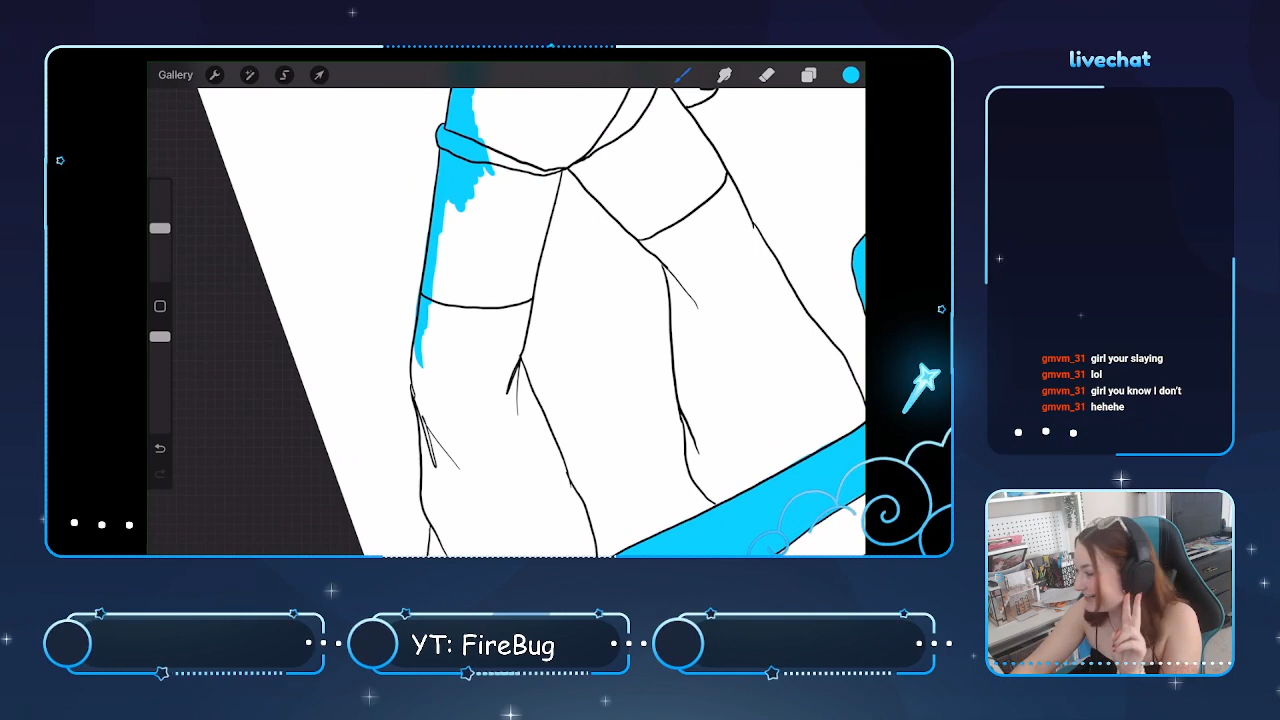 livechat
Gallery
gmvm_31 girl your slaying
gmvm_31 lol
gmvm_31 girl you know I don't
gmvm_31 hehehe
YT: FireBug